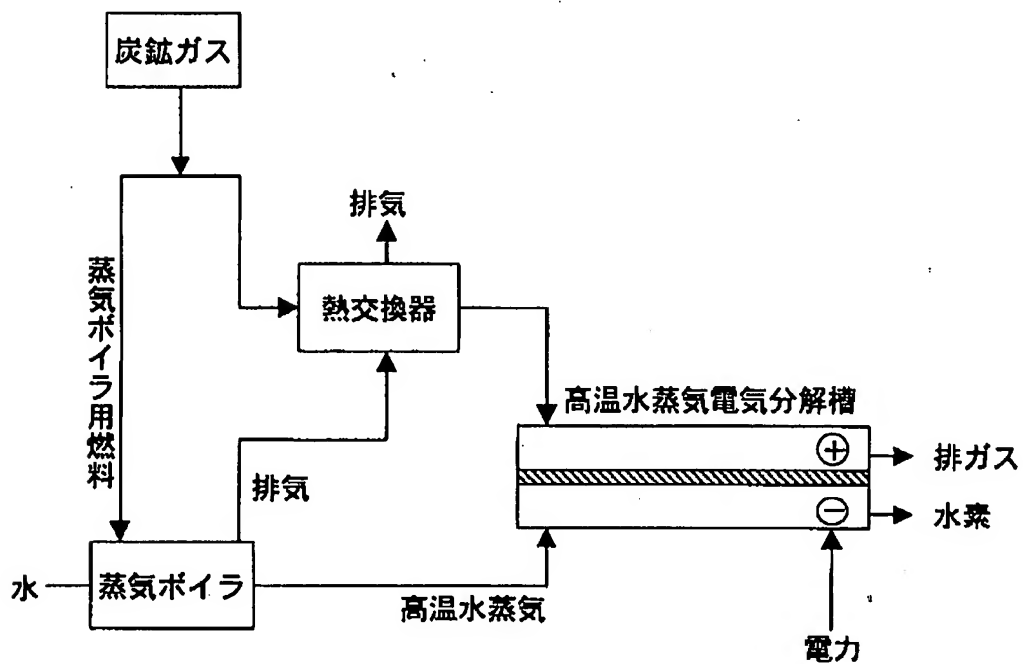 炭鉱ガス
排気
蒸気ボイラ用燃料
熱交換器
高温水蒸気電気分解槽
+
排ガス
排気
−
水素
水
蒸気ボイラ
高温水蒸気
電力